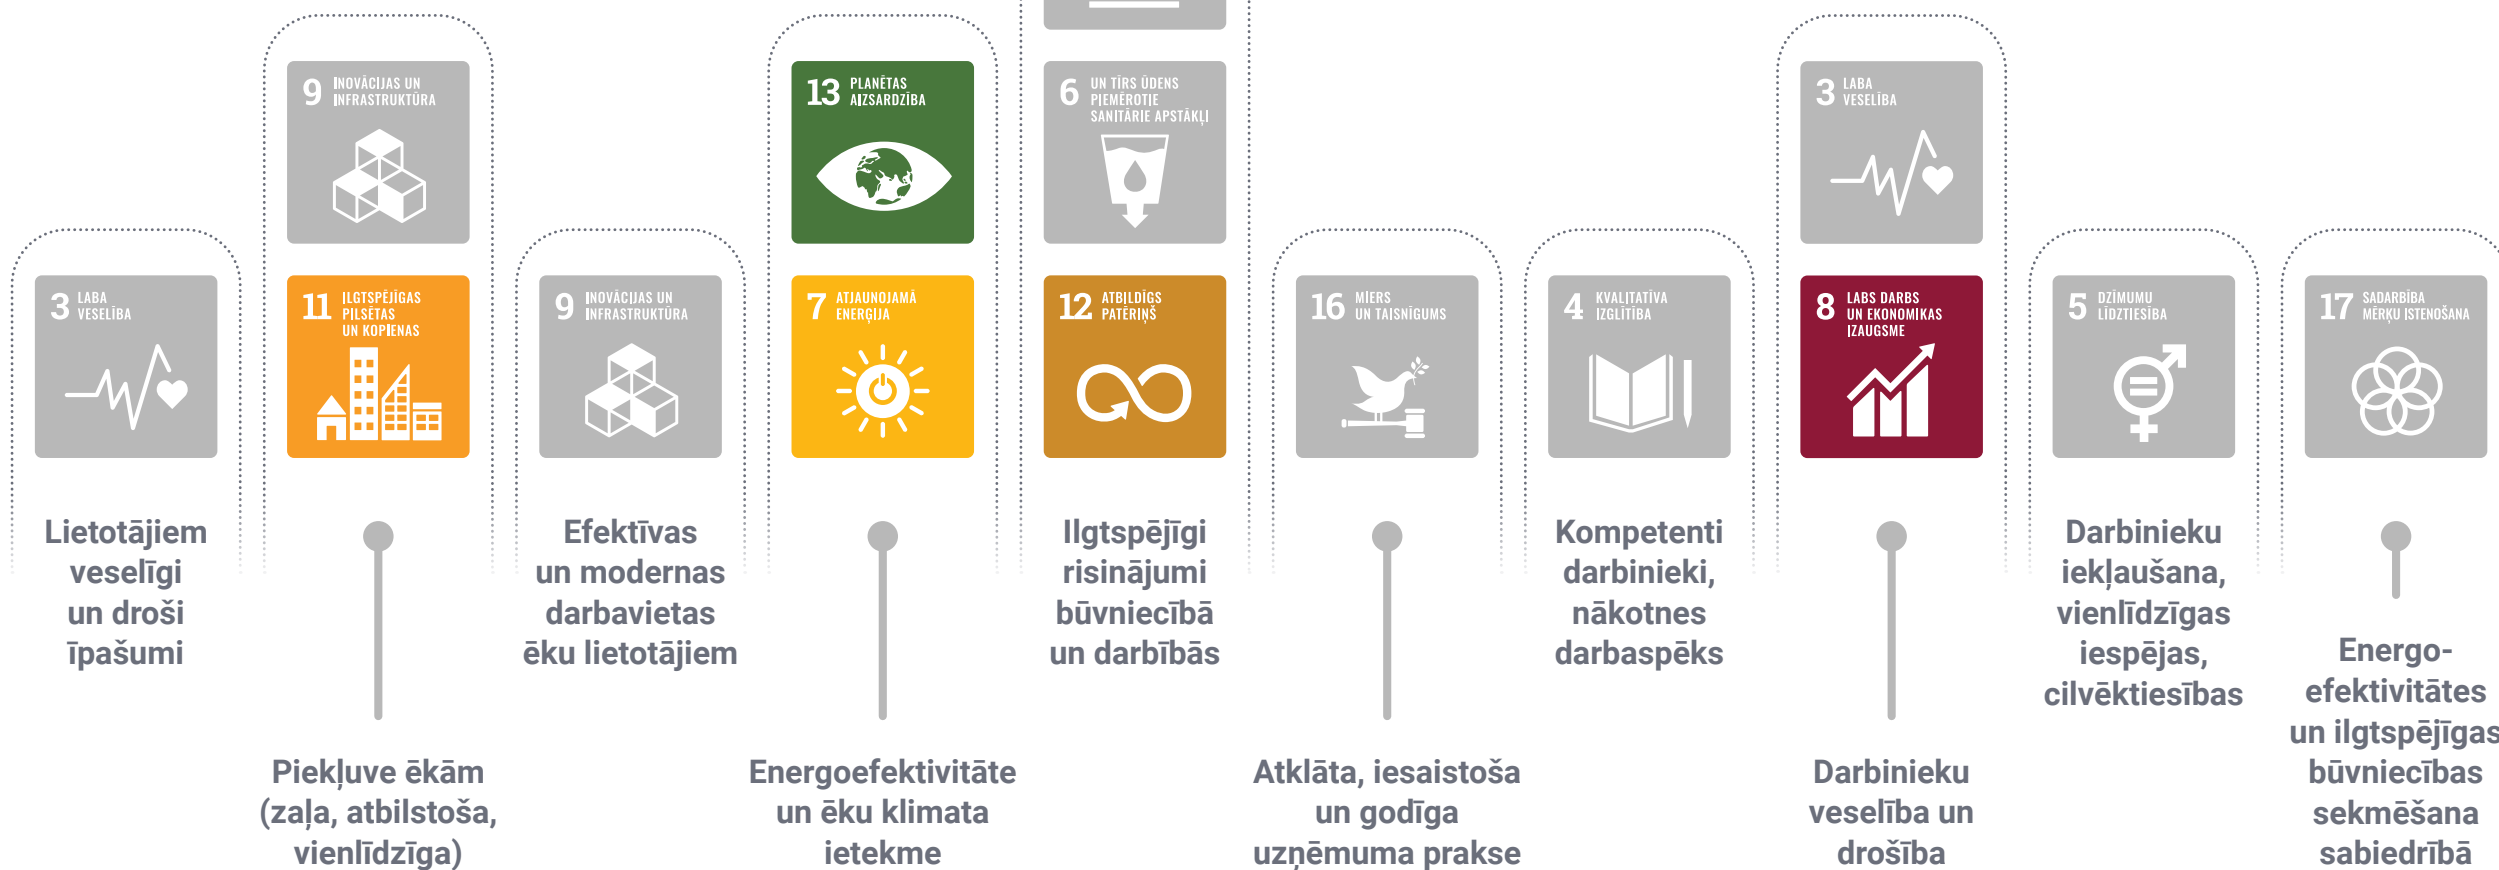 9 INOVĀCIJAS UN
INFRASTRUKTŪRA
13 PLANĒTAS
AIZSARDZĪBA
6 UN TĪRS ŪDENS
PIEMĒROTIE
SANITĀRIE APSTĀKĻI
3 LABA
VESELĪBA
3 LABA
VESELĪBA
11 ILGTSPĒJĪGAS
PILSĒTAS
UN KOPIENAS
9 INOVĀCIJAS UN
INFRASTRUKTŪRA
7 ATJAUNOJAMĀ
ENERĢIJA
12 ATBILDĪGS
PATĒRIŅŠ
16 MIERS
UN TAISNĪGUMS
4 KVALITATĪVA
IZGLĪTĪBA
8 LABS DARBS
UN EKONOMIKAS
IZAUGSME
5 DZĪMUMU
LĪDZTIESĪBA
17 SADARBĪBA
MĒRĶU ISTENOŠANA
Lietotājiem
veselīgi
un droši
īpašumi
Piekļuve ēkām
(zaļa, atbilstoša,
vienlīdzīga)
Efektīvas
un modernas
darbavietas
ēku lietotājiem
Energoefektivitāte
un ēku klimata
ietekme
Ilgtspējīgi
risinājumi
būvniecībā
un darbībās
Atklāta, iesaistoša
un godīga
uzņēmuma prakse
Kompetenti
darbinieki,
nākotnes
darbaspēks
Darbinieku
veselība un
drošība
Darbinieku
iekļaušana,
vienlīdzīgas
iespējas,
cilvēktiesības
Energo-
efektivitātes
un ilgtspējīgas
būvniecības
sekmēšana
sabiedrībā